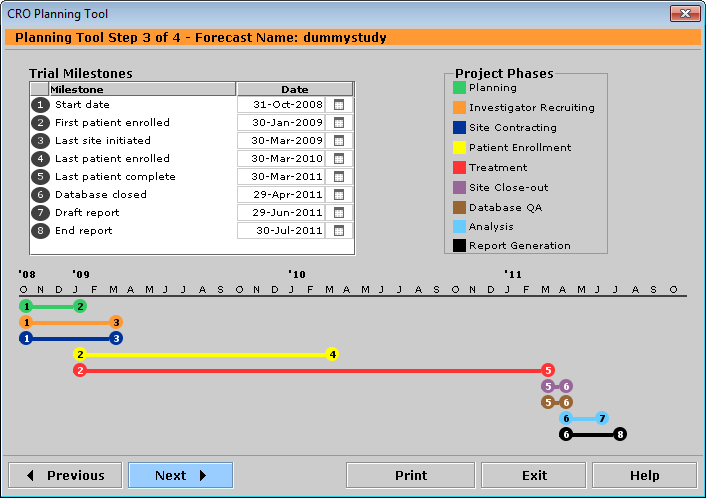 CRO Planning Tool
Planning Tool Step 3 of 4 - Forecast Name: dummystudy
Trial Milestones
Milestone Date
1 Start date 31-Oct-2008
2 First patient enrolled 30-Jan-2009
3 Last site initiated 30-Mar-2009
4 Last patient enrolled 30-Mar-2010
5 Last patient complete 30-Mar-2011
6 Database closed 29-Apr-2011
7 Draft report 29-Jun-2011
8 End report 30-Jul-2011
Project Phases
Planning
Investigator Recruiting
Site Contracting
Patient Enrollment
Treatment
Site Close-out
Database QA
Analysis
Report Generation
'08 '09 '10 '11
O N D J F M A M J J A S O N D J F M A M J J A S O N D J F M A M J J A S O
1 2
1 3
1 3
2 4
2 5
5 6
5 6
6 7
6 8
Previous Next Print Exit Help